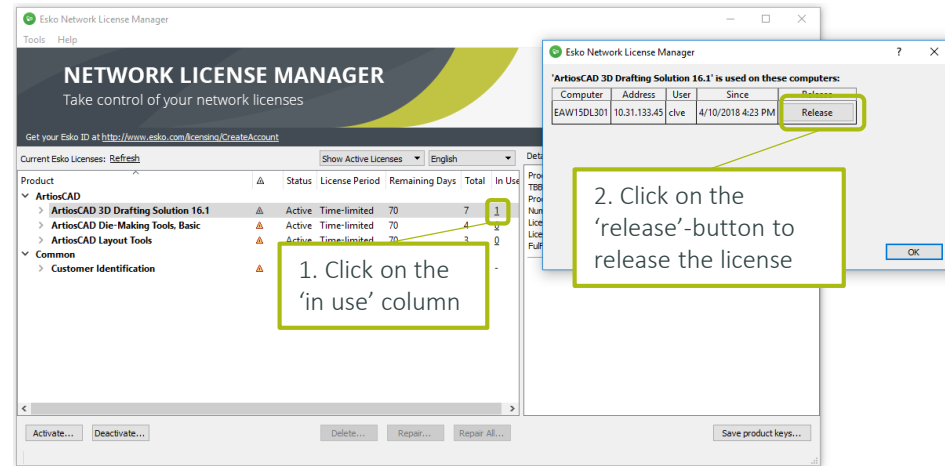 Esko Network License Manager
Tools Help
NETWORK LICENSE MANAGER
Take control of your network licenses
Get your Esko ID at http://www.esko.com/licensing/CreateAccount
Current Esko Licenses: Refresh
Show Active Licenses English
Product Status License Period Remaining Days Total In Use
ArtiosCAD
ArtiosCAD 3D Drafting Solution 16.1 Active Time-limited 70 7 1
ArtiosCAD Die-Making Tools, Basic Active Time-limited 70 4 0
ArtiosCAD Layout Tools Active Time-limited 70 3 0
Common
Customer Identification -
1. Click on the
'in use' column
Activate... Deactivate... Delete... Repair... Repair All... Save product keys...
Esko Network License Manager ? X
'ArtiosCAD 3D Drafting Solution 16.1' is used on these computers:
Computer Address User Since Release
EAW15DL301 10.31.133.45 clve 4/10/2018 4:23 PM Release
2. Click on the
'release'-button to
release the license
OK